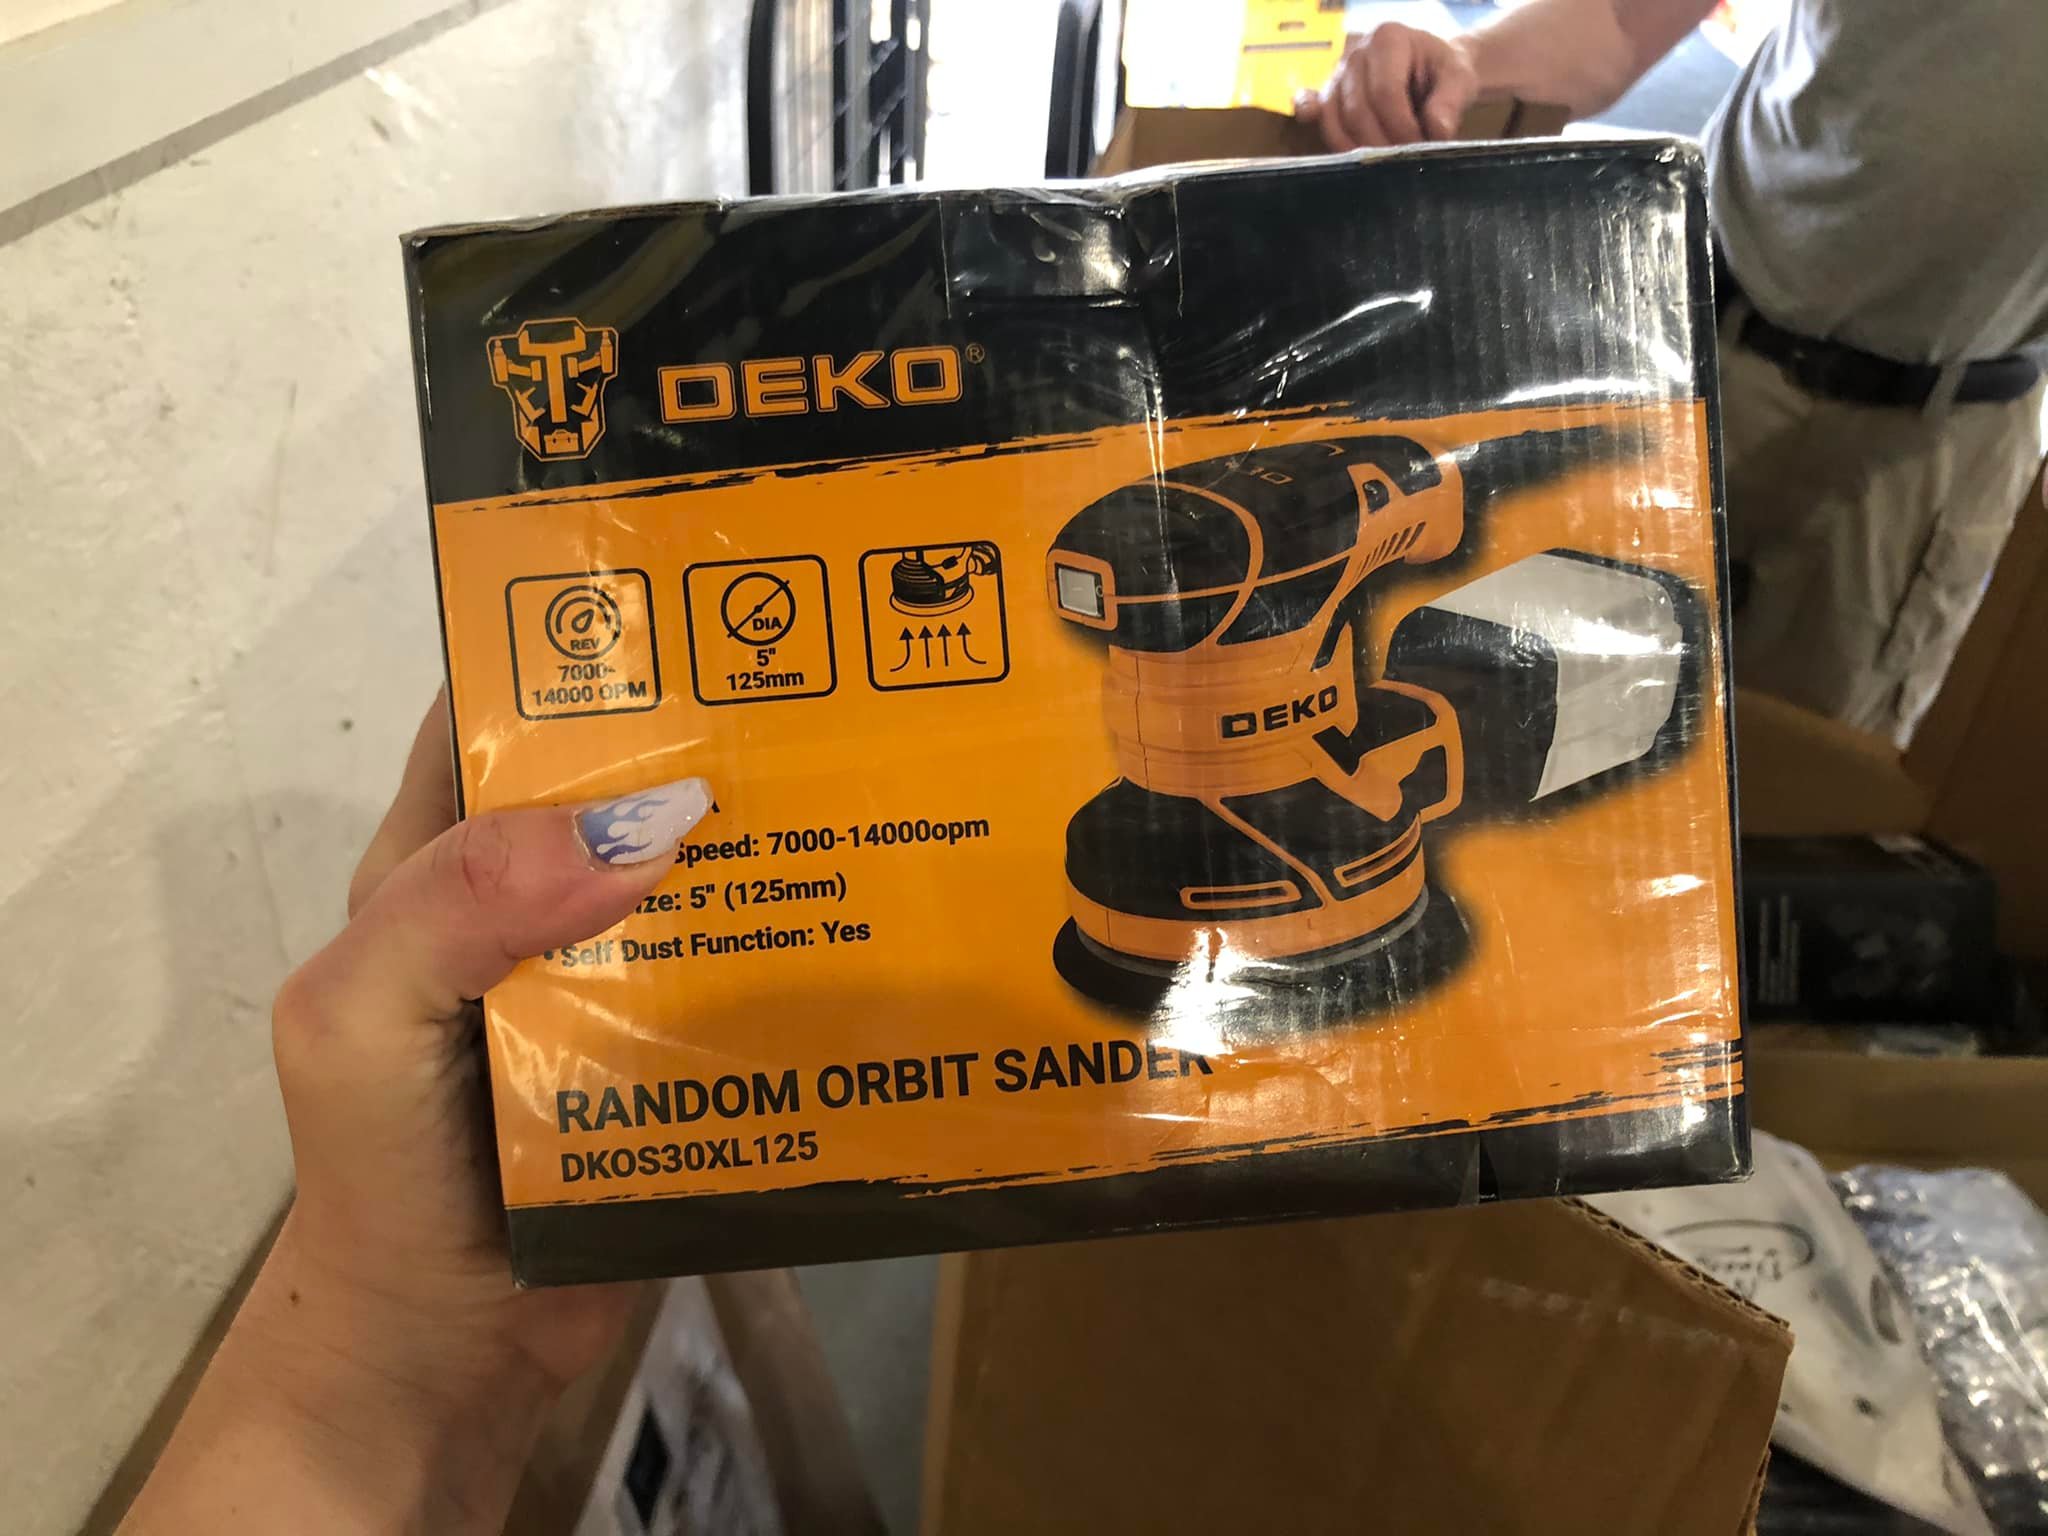 DEKO®
REV
7000-
14000 OPM
DIA
5"
125mm
DEKO
Speed: 7000-14000opm
5" (125mm)
• Self Dust Function: Yes
RANDOM ORBIT SANDER
DKOS30XL125